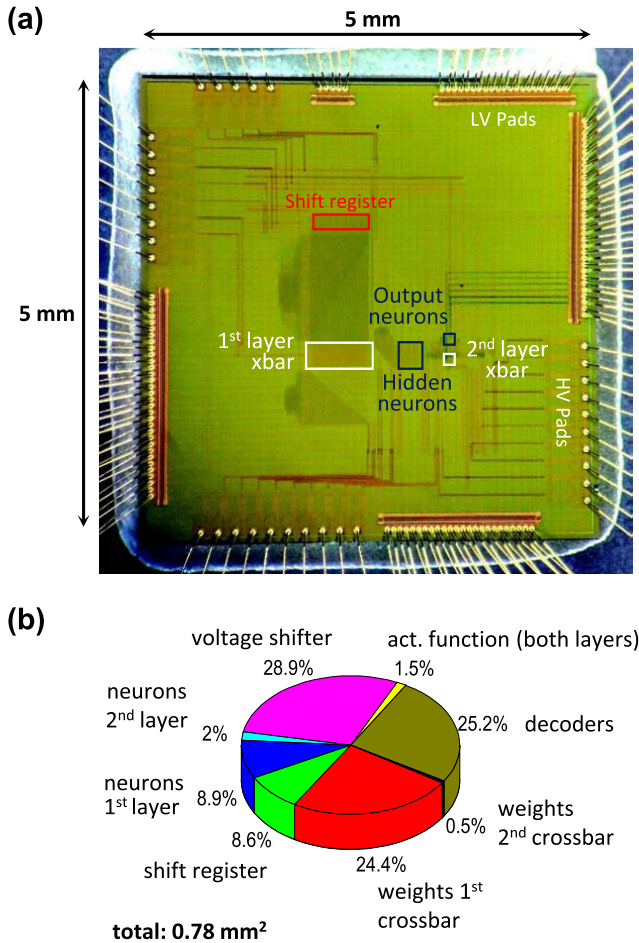 (a)
5 mm
LV Pads
Shift register
5 mm
Output
neurons
1st layer
xbar
2nd layer
xbar
Hidden
neurons
HV Pads
(b)
voltage shifter
28.9%
act. function (both layers)
1.5%
neurons
2nd layer
2%
25.2%
decoders
neurons
1st layer
8.9%
weights
2nd crossbar
0.5%
8.6%
shift register
24.4%
weights 1st
crossbar
total: 0.78 mm²